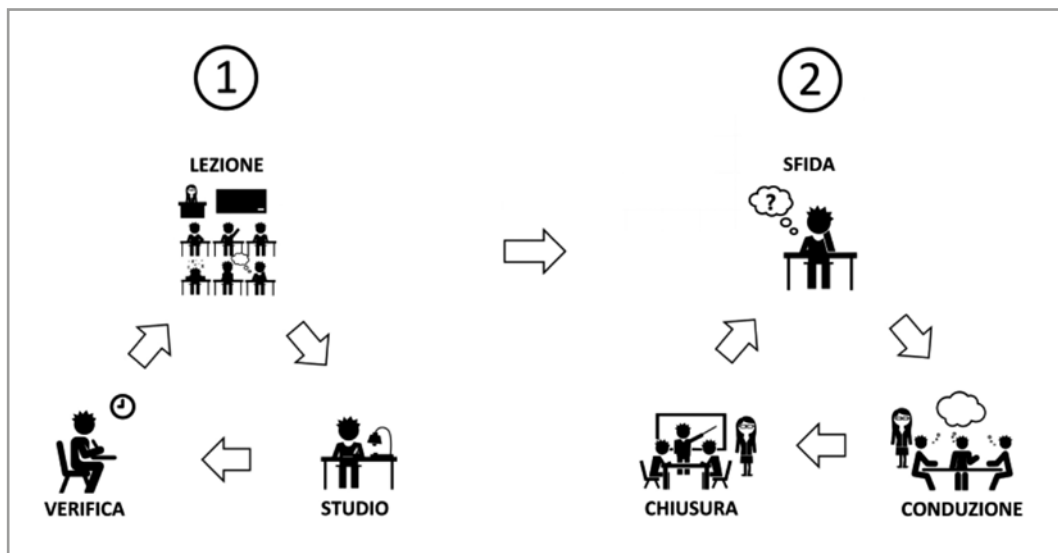 1
LEZIONE
VERIFICA
STUDIO
2
SFIDA
?
CHIUSURA
CONDUZIONE